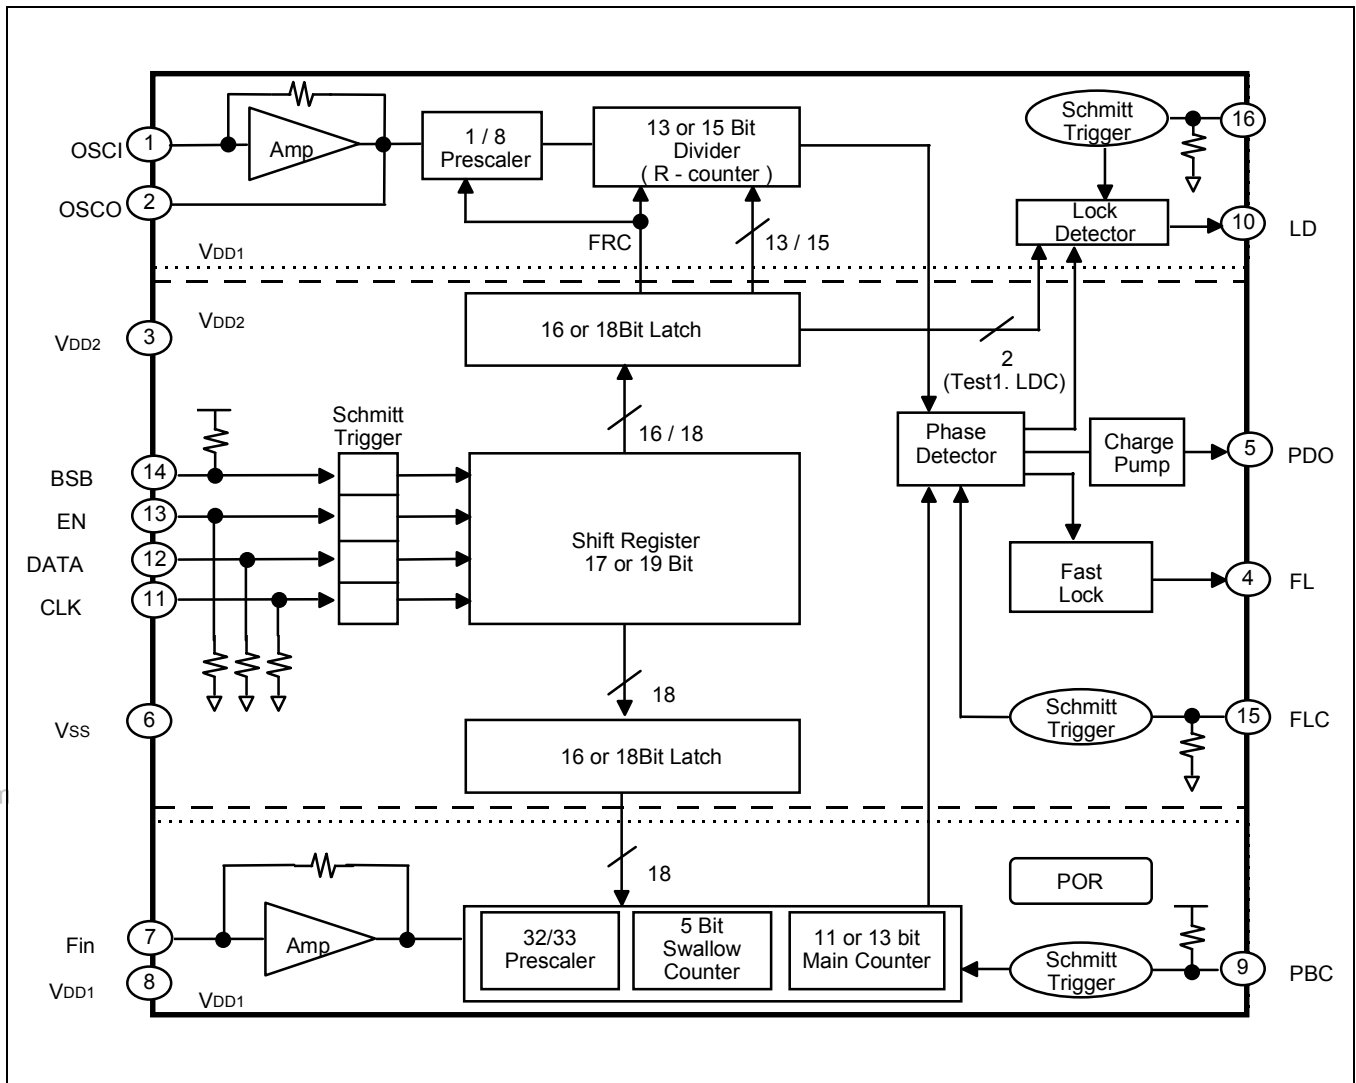 OSCI
1
Amp
1 / 8
Prescaler
13 or 15 Bit
Divider
( R - counter )
Schmitt
Trigger
16
OSCO
2
FRC
13 / 15
Lock
Detector
10
LD
VDD1
VDD2
VDD2
3
16 or 18Bit Latch
2
(Test1. LDC)
Schmitt
Trigger
16 / 18
Phase
Detector
Charge
Pump
5
PDO
BSB
14
EN
13
DATA
12
CLK
11
Shift Register
17 or 19 Bit
Fast
Lock
4
FL
18
VSS
6
16 or 18Bit Latch
Schmitt
Trigger
15
FLC
18
POR
Fin
7
Amp
32/33
Prescaler
5 Bit
Swallow
Counter
11 or 13 bit
Main Counter
Schmitt
Trigger
9
PBC
VDD1
8
VDD1